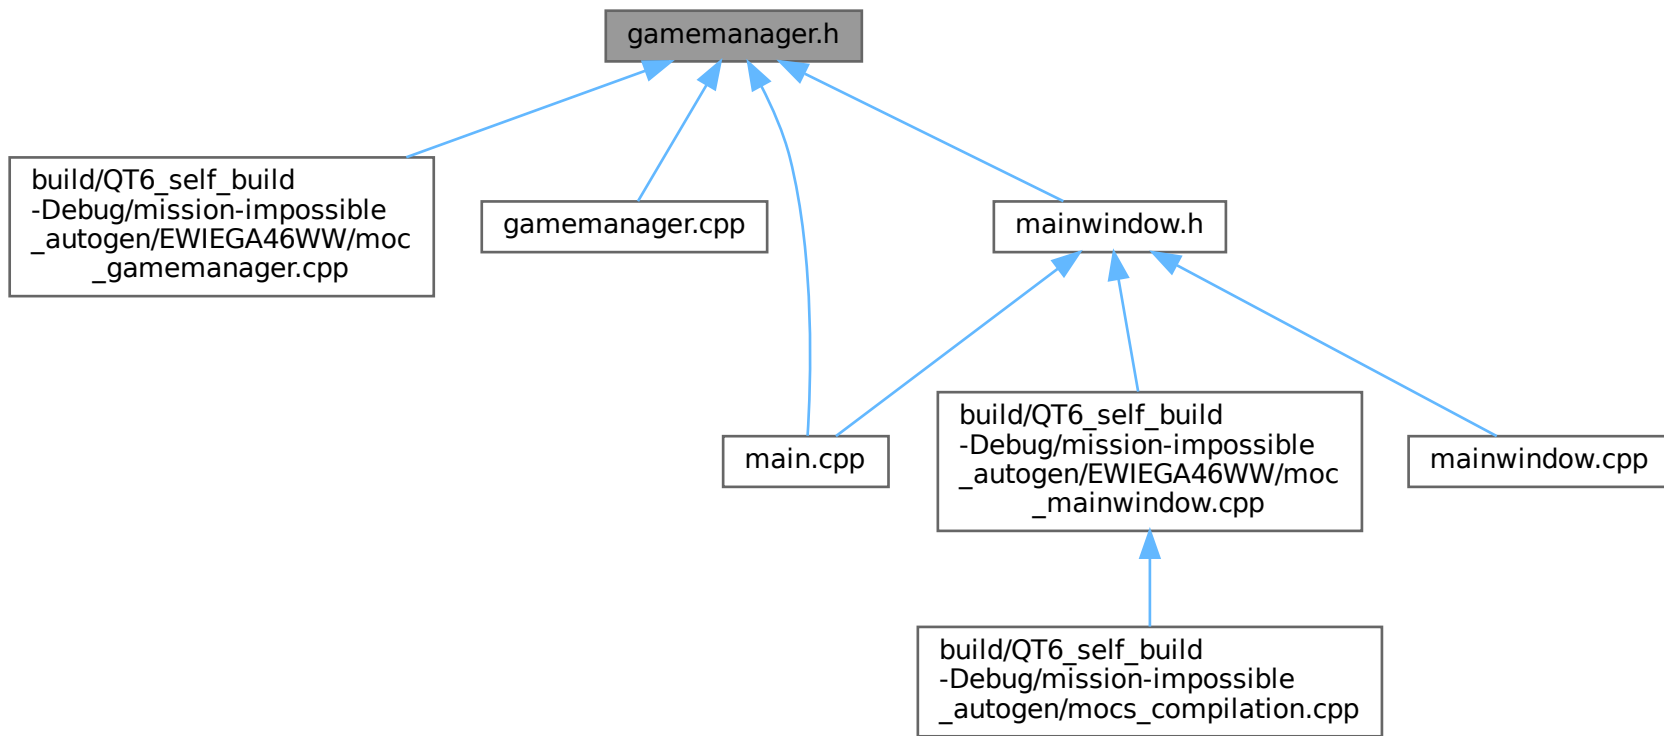 gamemanager.h
build/QT6_self_build
-Debug/mission-impossible
_autogen/EWIEGA46WW/moc
_gamemanager.cpp
gamemanager.cpp
mainwindow.h
main.cpp
build/QT6_self_build
-Debug/mission-impossible
_autogen/EWIEGA46WW/moc
_mainwindow.cpp
mainwindow.cpp
build/QT6_self_build
-Debug/mission-impossible
_autogen/mocs_compilation.cpp